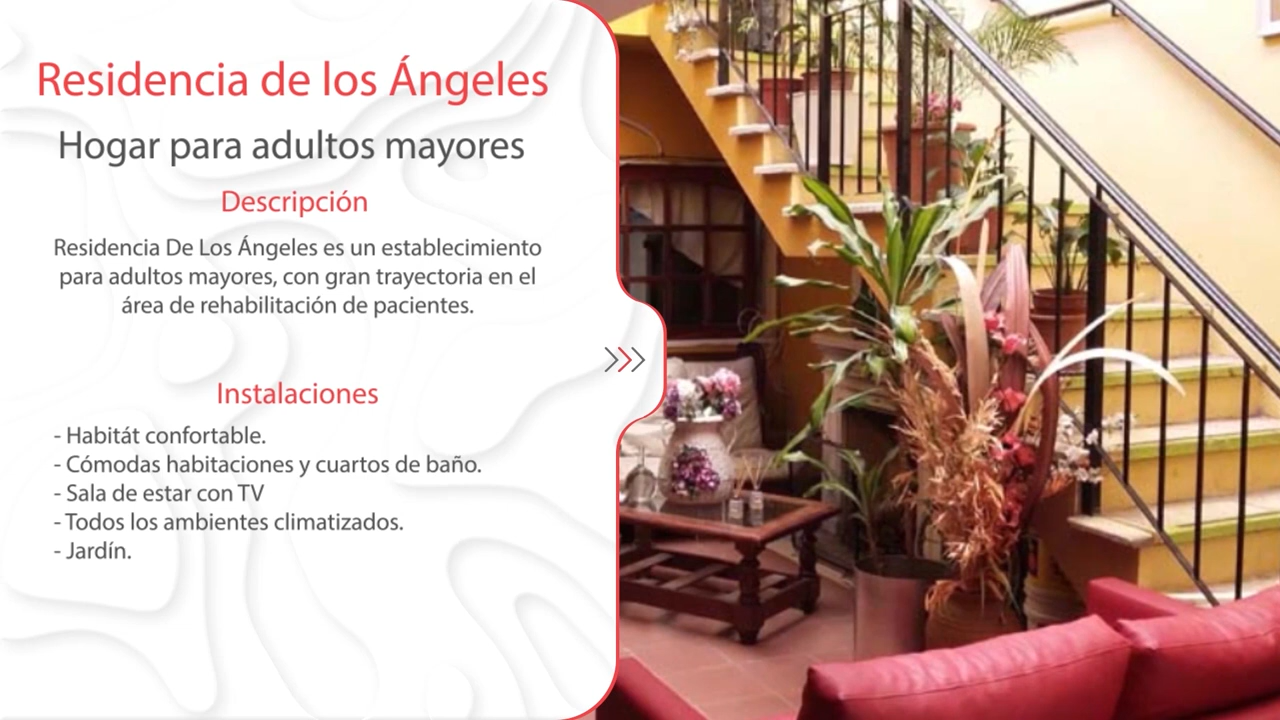 Residencia de los Ángeles
Hogar para adultos mayores
Descripción
Residencia De Los Ángeles es un establecimiento
para adultos mayores, con gran trayectoria en el
área de rehabilitación de pacientes.
Instalaciones
- Habitát confortable.
- Cómodas habitaciones y cuartos de baño.
- Sala de estar con TV
- Todos los ambientes climatizados.
- Jardín.